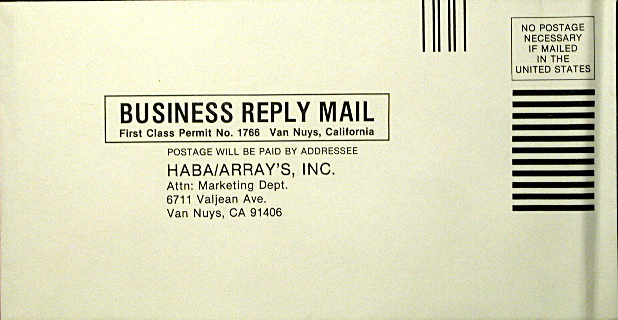 NO POSTAGE
NECESSARY
IF MAILED
IN THE
UNITED STATES
BUSINESS REPLY MAIL
First Class Permit No. 1766 Van Nuys, California
POSTAGE WILL BE PAID BY ADDRESSEE
HABA/ARRAY'S, INC.
Attn: Marketing Dept.
6711 Valjean Ave.
Van Nuys, CA 91406